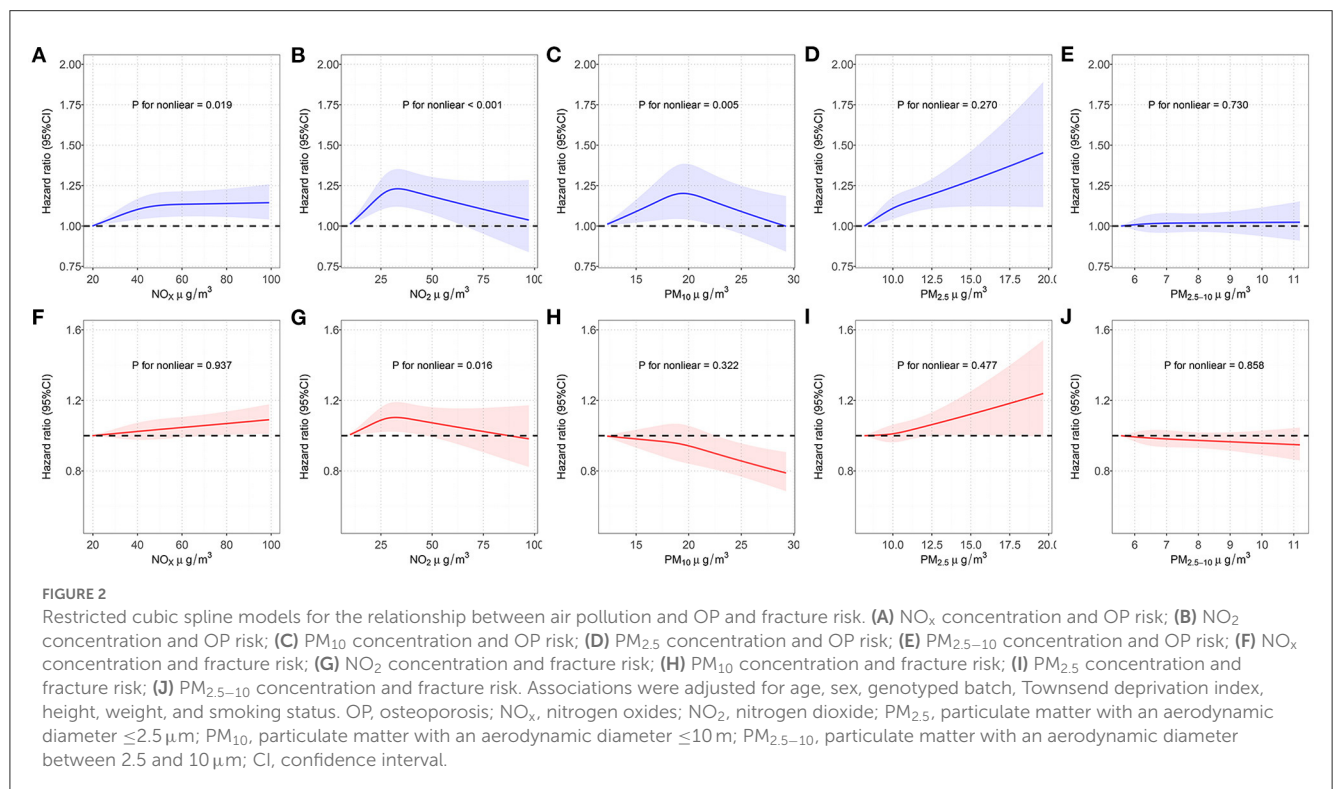 A
B
C
D
E
2.00
1.75
1.50
1.25
1.00
0.75
Hazard ratio (95%CI)
P for nonliear = 0.019
20
40
60
80
100
NOX μ g/m³
2.00
1.75
1.50
1.25
1.00
0.75
Hazard ratio (95%CI)
P for nonliear < 0.001
25
50
75
100
NO₂ μ g/m³
2.00
1.75
1.50
1.25
1.00
0.75
Hazard ratio (95%CI)
P for nonliear = 0.005
15
20
25
30
PM₁₀ μ g/m³
2.00
1.75
1.50
1.25
1.00
0.75
Hazard ratio (95%CI)
P for nonliear = 0.270
10.0
12.5
15.0
17.5
20.0
PM₂.₅ μ g/m³
2.00
1.75
1.50
1.25
1.00
0.75
Hazard ratio (95%CI)
P for nonliear = 0.730
6
7
8
9
10
11
PM₂.₅₋₁₀ μ g/m³
F
G
H
I
J
1.6
1.2
0.8
Hazard ratio (95%CI)
P for nonliear = 0.937
20
40
60
80
100
NOX μ g/m³
1.6
1.2
0.8
Hazard ratio (95%CI)
P for nonliear = 0.016
25
50
75
100
NO₂ μ g/m³
1.6
1.2
0.8
Hazard ratio (95%CI)
P for nonliear = 0.322
15
20
25
30
PM₁₀ μ g/m³
1.6
1.2
0.8
Hazard ratio (95%CI)
P for nonliear = 0.477
10.0
12.5
15.0
17.5
20.0
PM₂.₅ μ g/m³
1.6
1.2
0.8
Hazard ratio (95%CI)
P for nonliear = 0.858
6
7
8
9
10
11
PM₂.₅₋₁₀ μ g/m³
FIGURE 2
Restricted cubic spline models for the relationship between air pollution and OP and fracture risk. (A) NOₓ concentration and OP risk; (B) NO₂
concentration and OP risk; (C) PM₁₀ concentration and OP risk; (D) PM₂.₅ concentration and OP risk; (E) PM₂.₅₋₁₀ concentration and OP risk; (F) NOₓ
concentration and fracture risk; (G) NO₂ concentration and fracture risk; (H) PM₁₀ concentration and fracture risk; (I) PM₂.₅ concentration and
fracture risk; (J) PM₂.₅₋₁₀ concentration and fracture risk. Associations were adjusted for age, sex, genotyped batch, Townsend deprivation index,
height, weight, and smoking status. OP, osteoporosis; NOₓ, nitrogen oxides; NO₂, nitrogen dioxide; PM₂.₅, particulate matter with an aerodynamic
diameter ≤2.5 μm; PM₁₀, particulate matter with an aerodynamic diameter ≤10 m; PM₂.₅₋₁₀, particulate matter with an aerodynamic diameter
between 2.5 and 10 μm; CI, confidence interval.